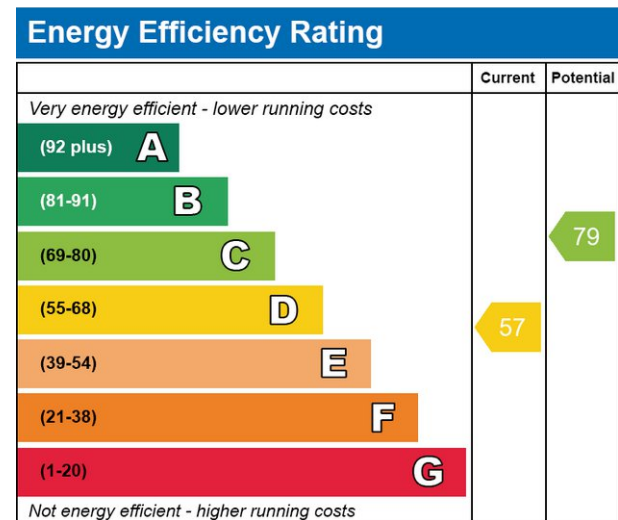 Energy Efficiency Rating
Current Potential
Very energy efficient - lower running costs
(92 plus) A
(81-91) B
(69-80) C
79
(55-68) D
57
(39-54) E
(21-38) F
(1-20) G
Not energy efficient - higher running costs